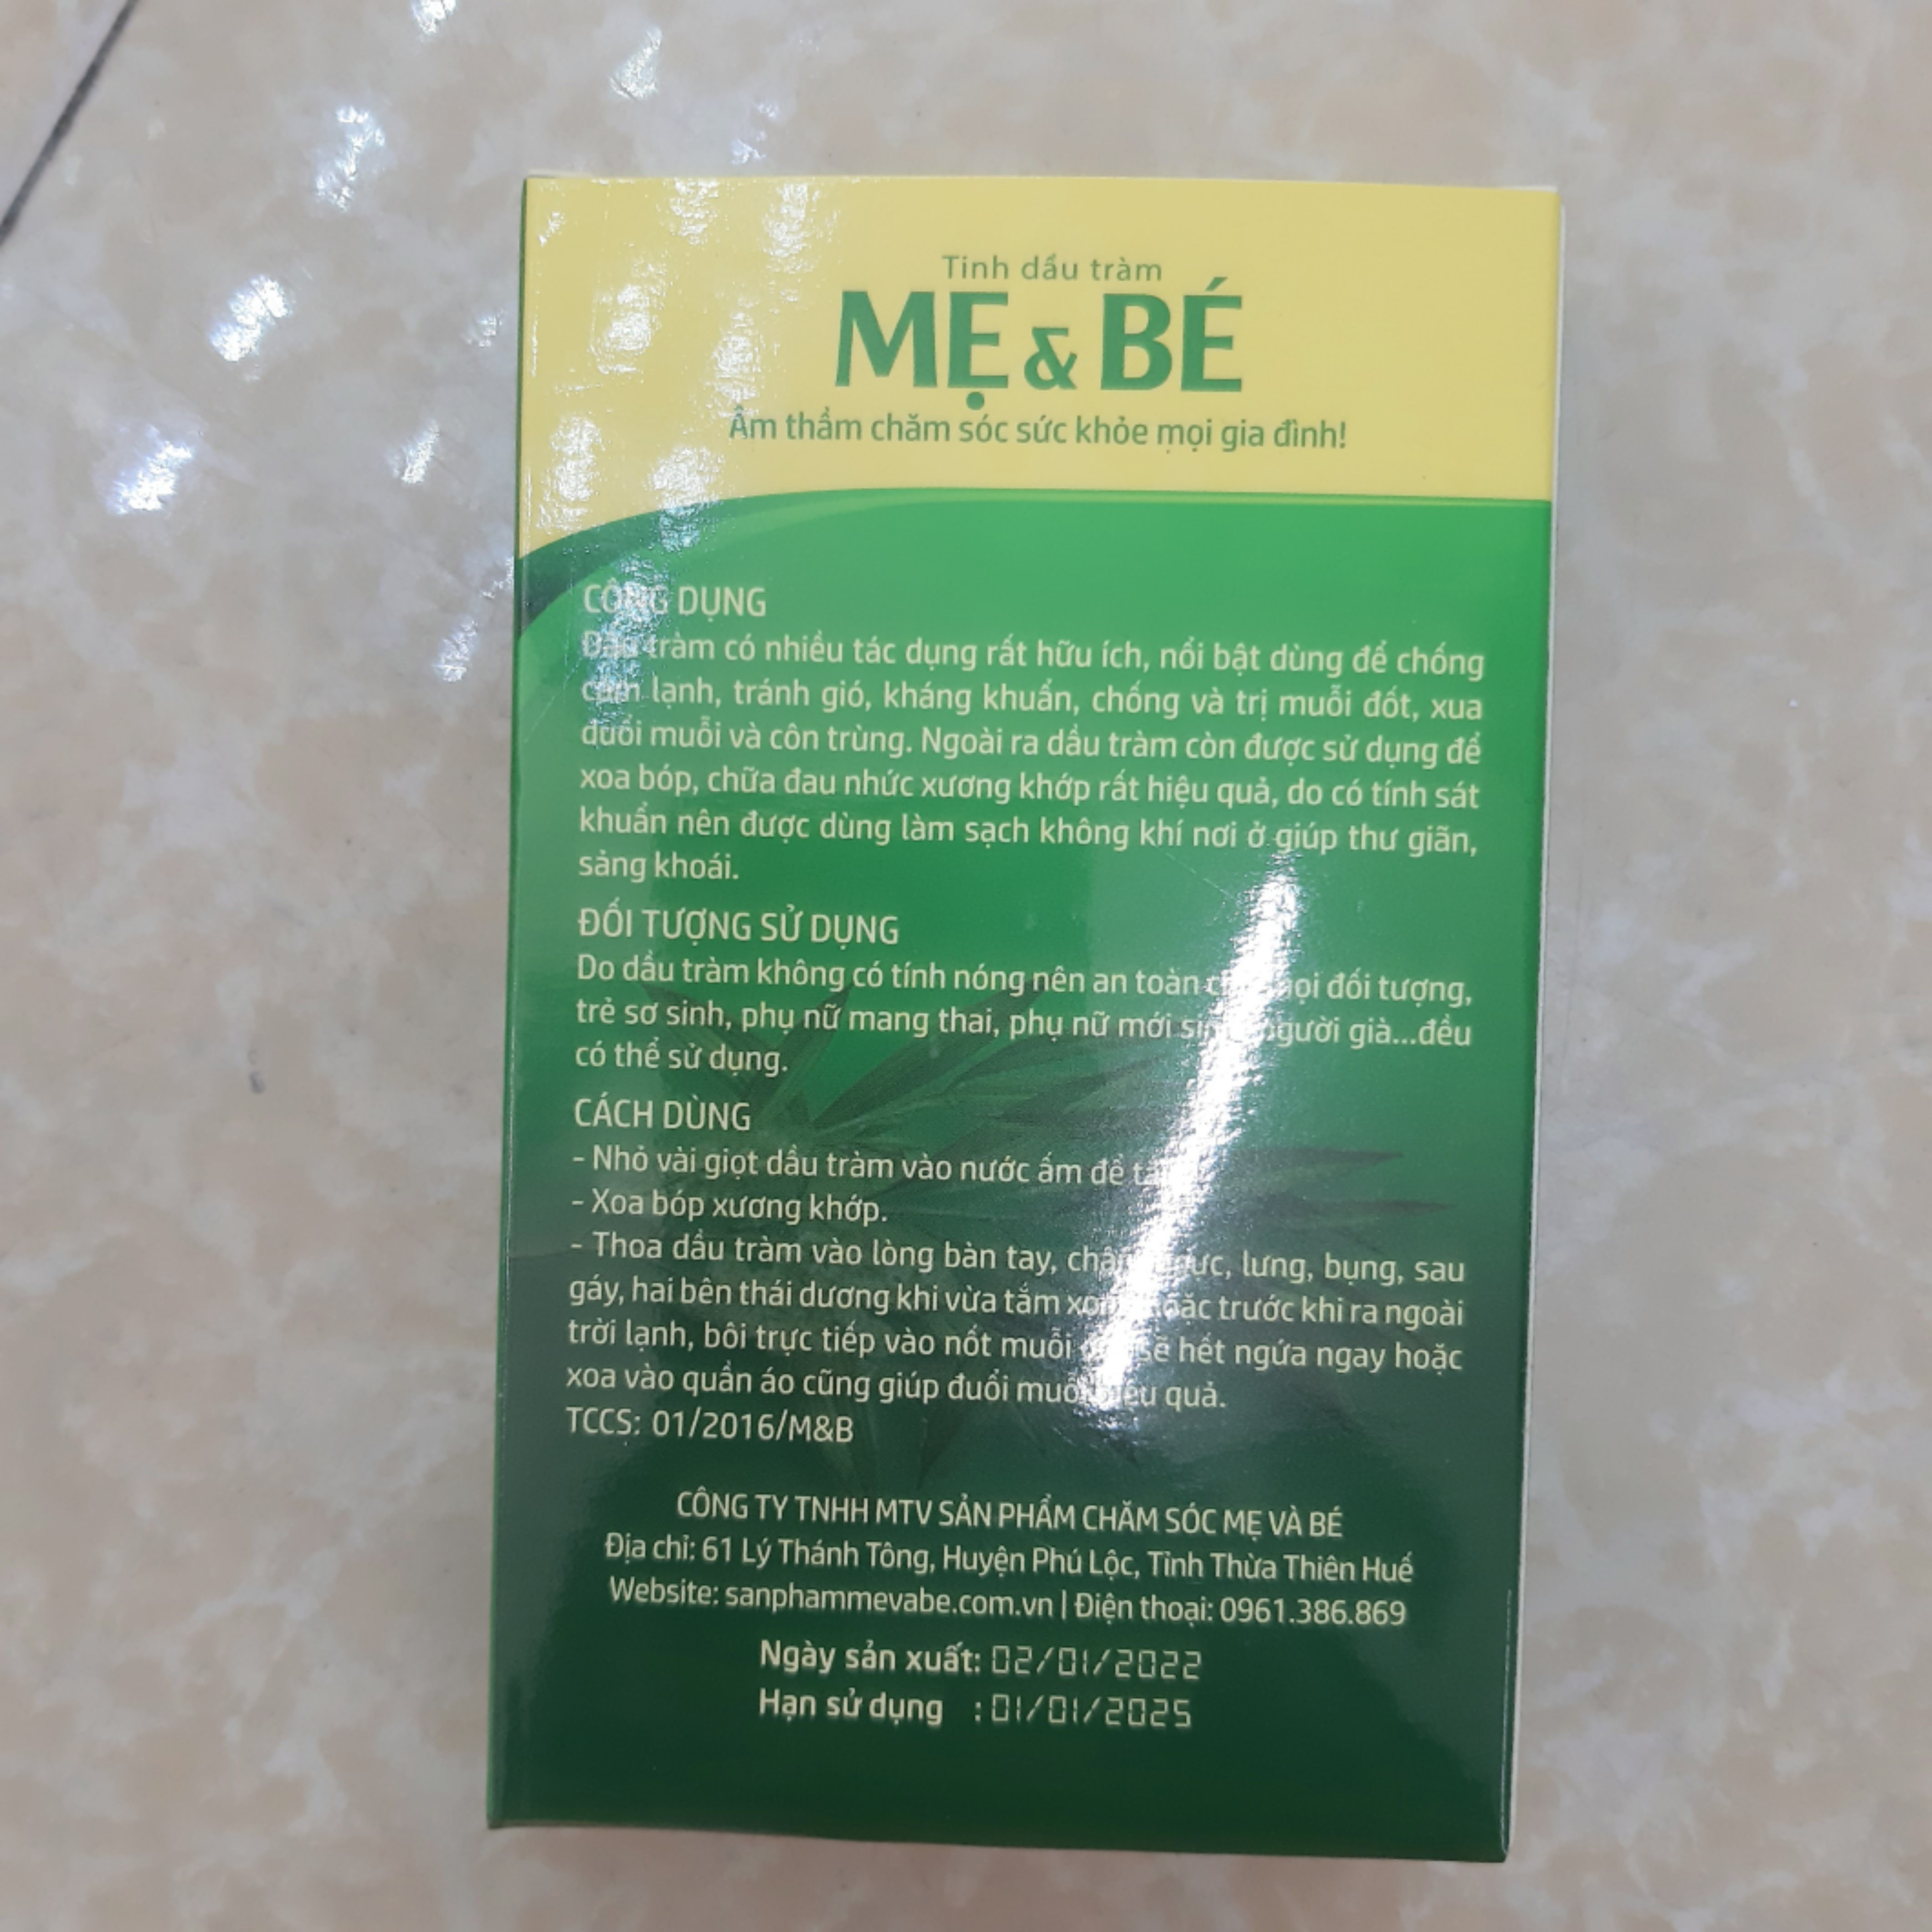 Tinh dầu tràm
MẸ & BÉ
Âm thầm chăm sóc sức khỏe mọi gia đình!
CÔNG DỤNG
Dầu tràm có nhiều tác dụng rất hữu ích, nổi bật dùng để chống
cảm lạnh, tránh gió, kháng khuẩn, chống và trị muỗi đốt, xua
đuổi muỗi và côn trùng. Ngoài ra dầu tràm còn được sử dụng để
xoa bóp, chữa đau nhức xương khớp rất hiệu quả, do có tính sát
khuẩn nên được dùng làm sạch không khí nơi ở giúp thư giãn,
sảng khoái.
ĐỐI TƯỢNG SỬ DỤNG
Do dầu tràm không có tính nóng nên an toàn đối tượng,
trẻ sơ sinh, phụ nữ mang thai, phụ nữ mới người già...đều
có thể sử dụng.
CÁCH DÙNG
- Nhỏ vài giọt dầu tràm vào nước ấm để
- Xoa bóp xương khớp.
- Thoa dầu tràm vào lòng bàn tay, lưng, bụng, sau
gáy, hai bên thái dương khi vừa tắm hoặc trước khi ra ngoài
trời lạnh, bôi trực tiếp vào nốt muỗi sẽ hết ngứa ngay hoặc
xoa vào quần áo cũng giúp đuổi muỗi quả.
TCCS: 01/2016/M&B
CÔNG TY TNHH MTV SẢN PHẨM CHĂM SÓC MẸ VÀ BÉ
Địa chỉ: 61 Lý Thánh Tông, Huyện Phú Lộc, Tỉnh Thừa Thiên Huế
Website: sanphammevabe.com.vn | Điện thoại: 0961.386.869
Ngày sản xuất: 02/01/2022
Hạn sử dụng : 01/01/2025